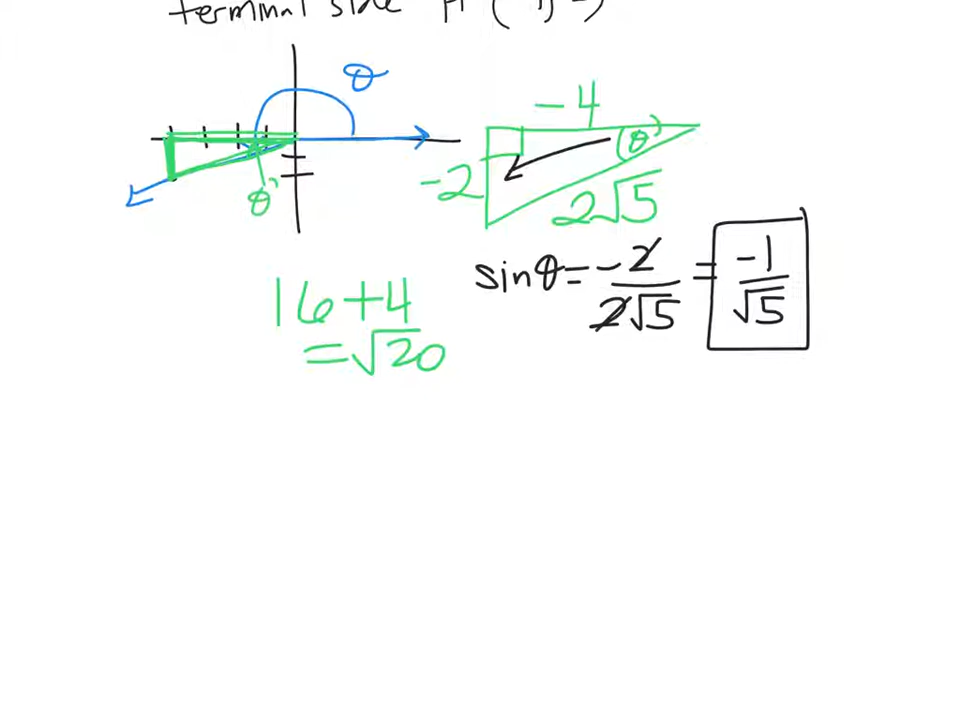 terminal side
θ
-4
θ'
-2
2√5
θ'
sinθ = -2/2√5 = -1/√5
16+4
=√20